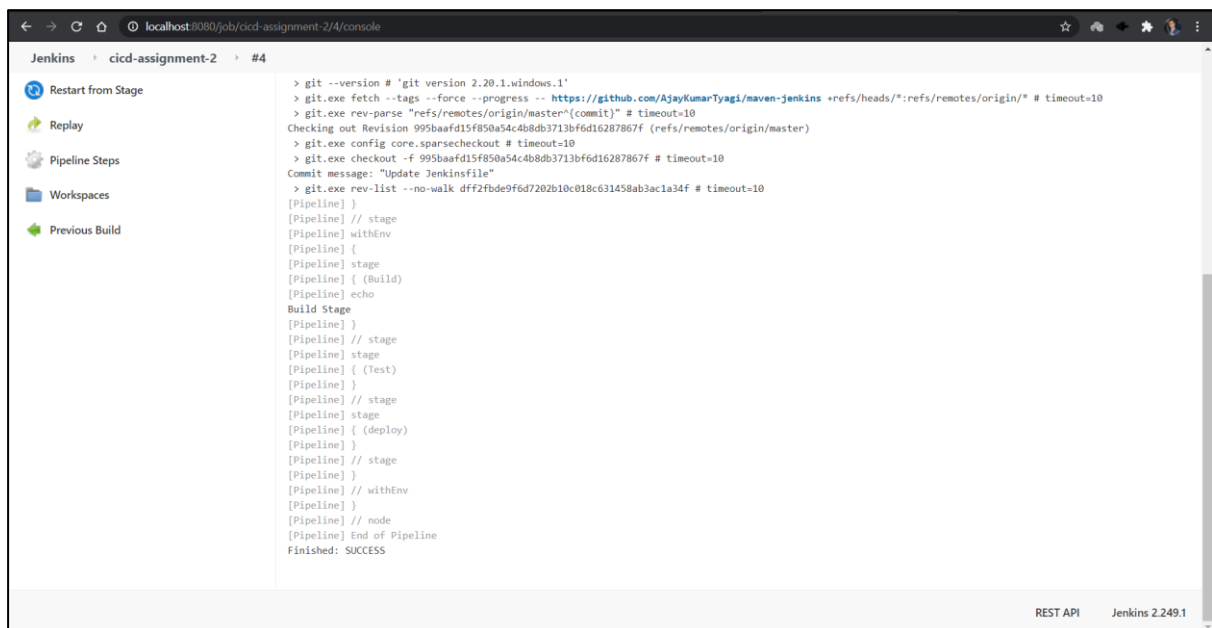 localhost:8080/job/cicd-assignment-2/4/console
Jenkins cicd-assignment-2 #4
Restart from Stage
Replay
Pipeline Steps
Workspaces
Previous Build
> git --version # 'git version 2.20.1.windows.1'
> git.exe fetch --tags --force --progress -- https://github.com/AjayKumarTyagi/maven-jenkins +refs/heads/*:refs/remotes/origin/* # timeout=10
> git.exe rev-parse "refs/remotes/origin/master^{commit}" # timeout=10
Checking out Revision 995baafd15f850a54c4b8db3713bf6d16287867f (refs/remotes/origin/master)
> git.exe config core.sparsecheckout # timeout=10
> git.exe checkout -f 995baafd15f850a54c4b8db3713bf6d16287867f # timeout=10
Commit message: "Update Jenkinsfile"
> git.exe rev-list --no-walk dff2fbde9f6d7202b10c018c631458ab3ac1a34f # timeout=10
[Pipeline] }
[Pipeline] // stage
[Pipeline] withEnv
[Pipeline] {
[Pipeline] stage
[Pipeline] { (Build)
[Pipeline] echo
Build Stage
[Pipeline] }
[Pipeline] // stage
[Pipeline] stage
[Pipeline] { (Test)
[Pipeline] }
[Pipeline] // stage
[Pipeline] stage
[Pipeline] { (deploy)
[Pipeline] }
[Pipeline] // stage
[Pipeline] }
[Pipeline] // withEnv
[Pipeline] }
[Pipeline] // node
[Pipeline] End of Pipeline
Finished: SUCCESS
REST API Jenkins 2.249.1